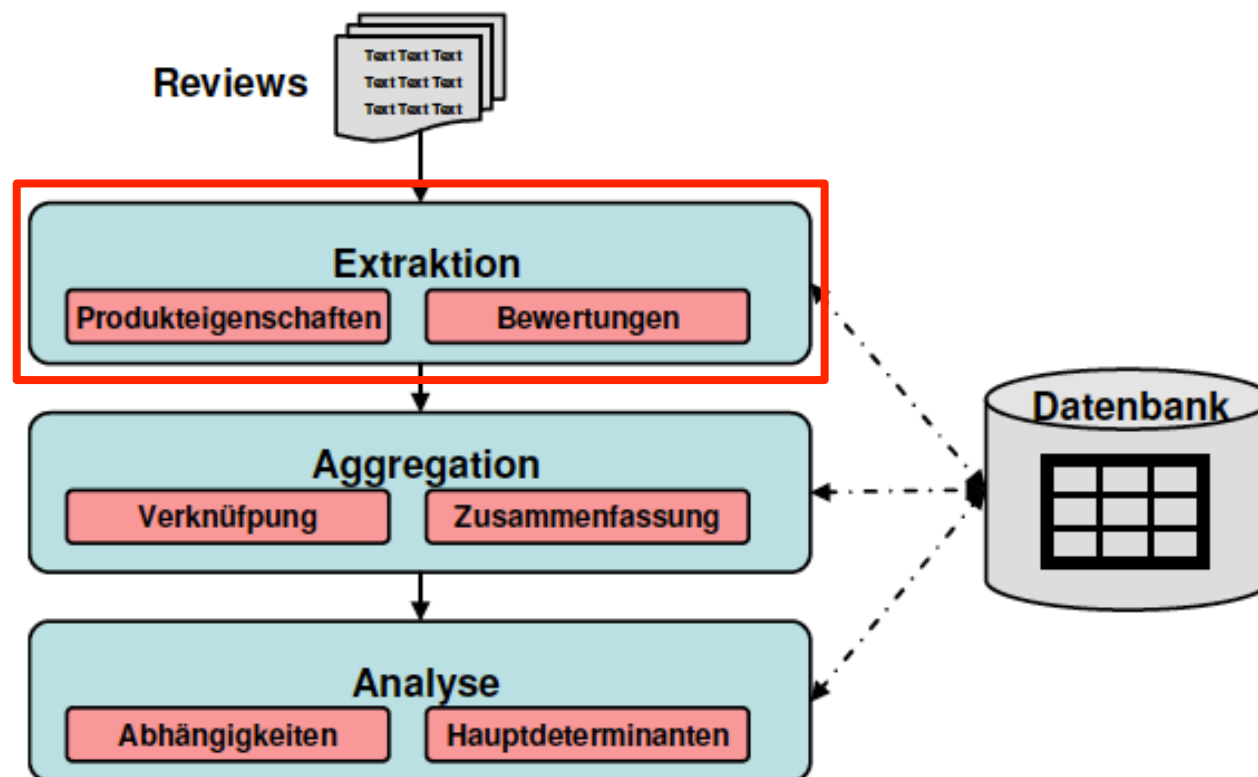 Reviews
Text Text Text
Text Text Text
Text Text Text
Extraktion
Produkteigenschaften
Bewertungen
Datenbank
Aggregation
Verknüfpung
Zusammenfassung
Analyse
Abhängigkeiten
Hauptdeterminanten